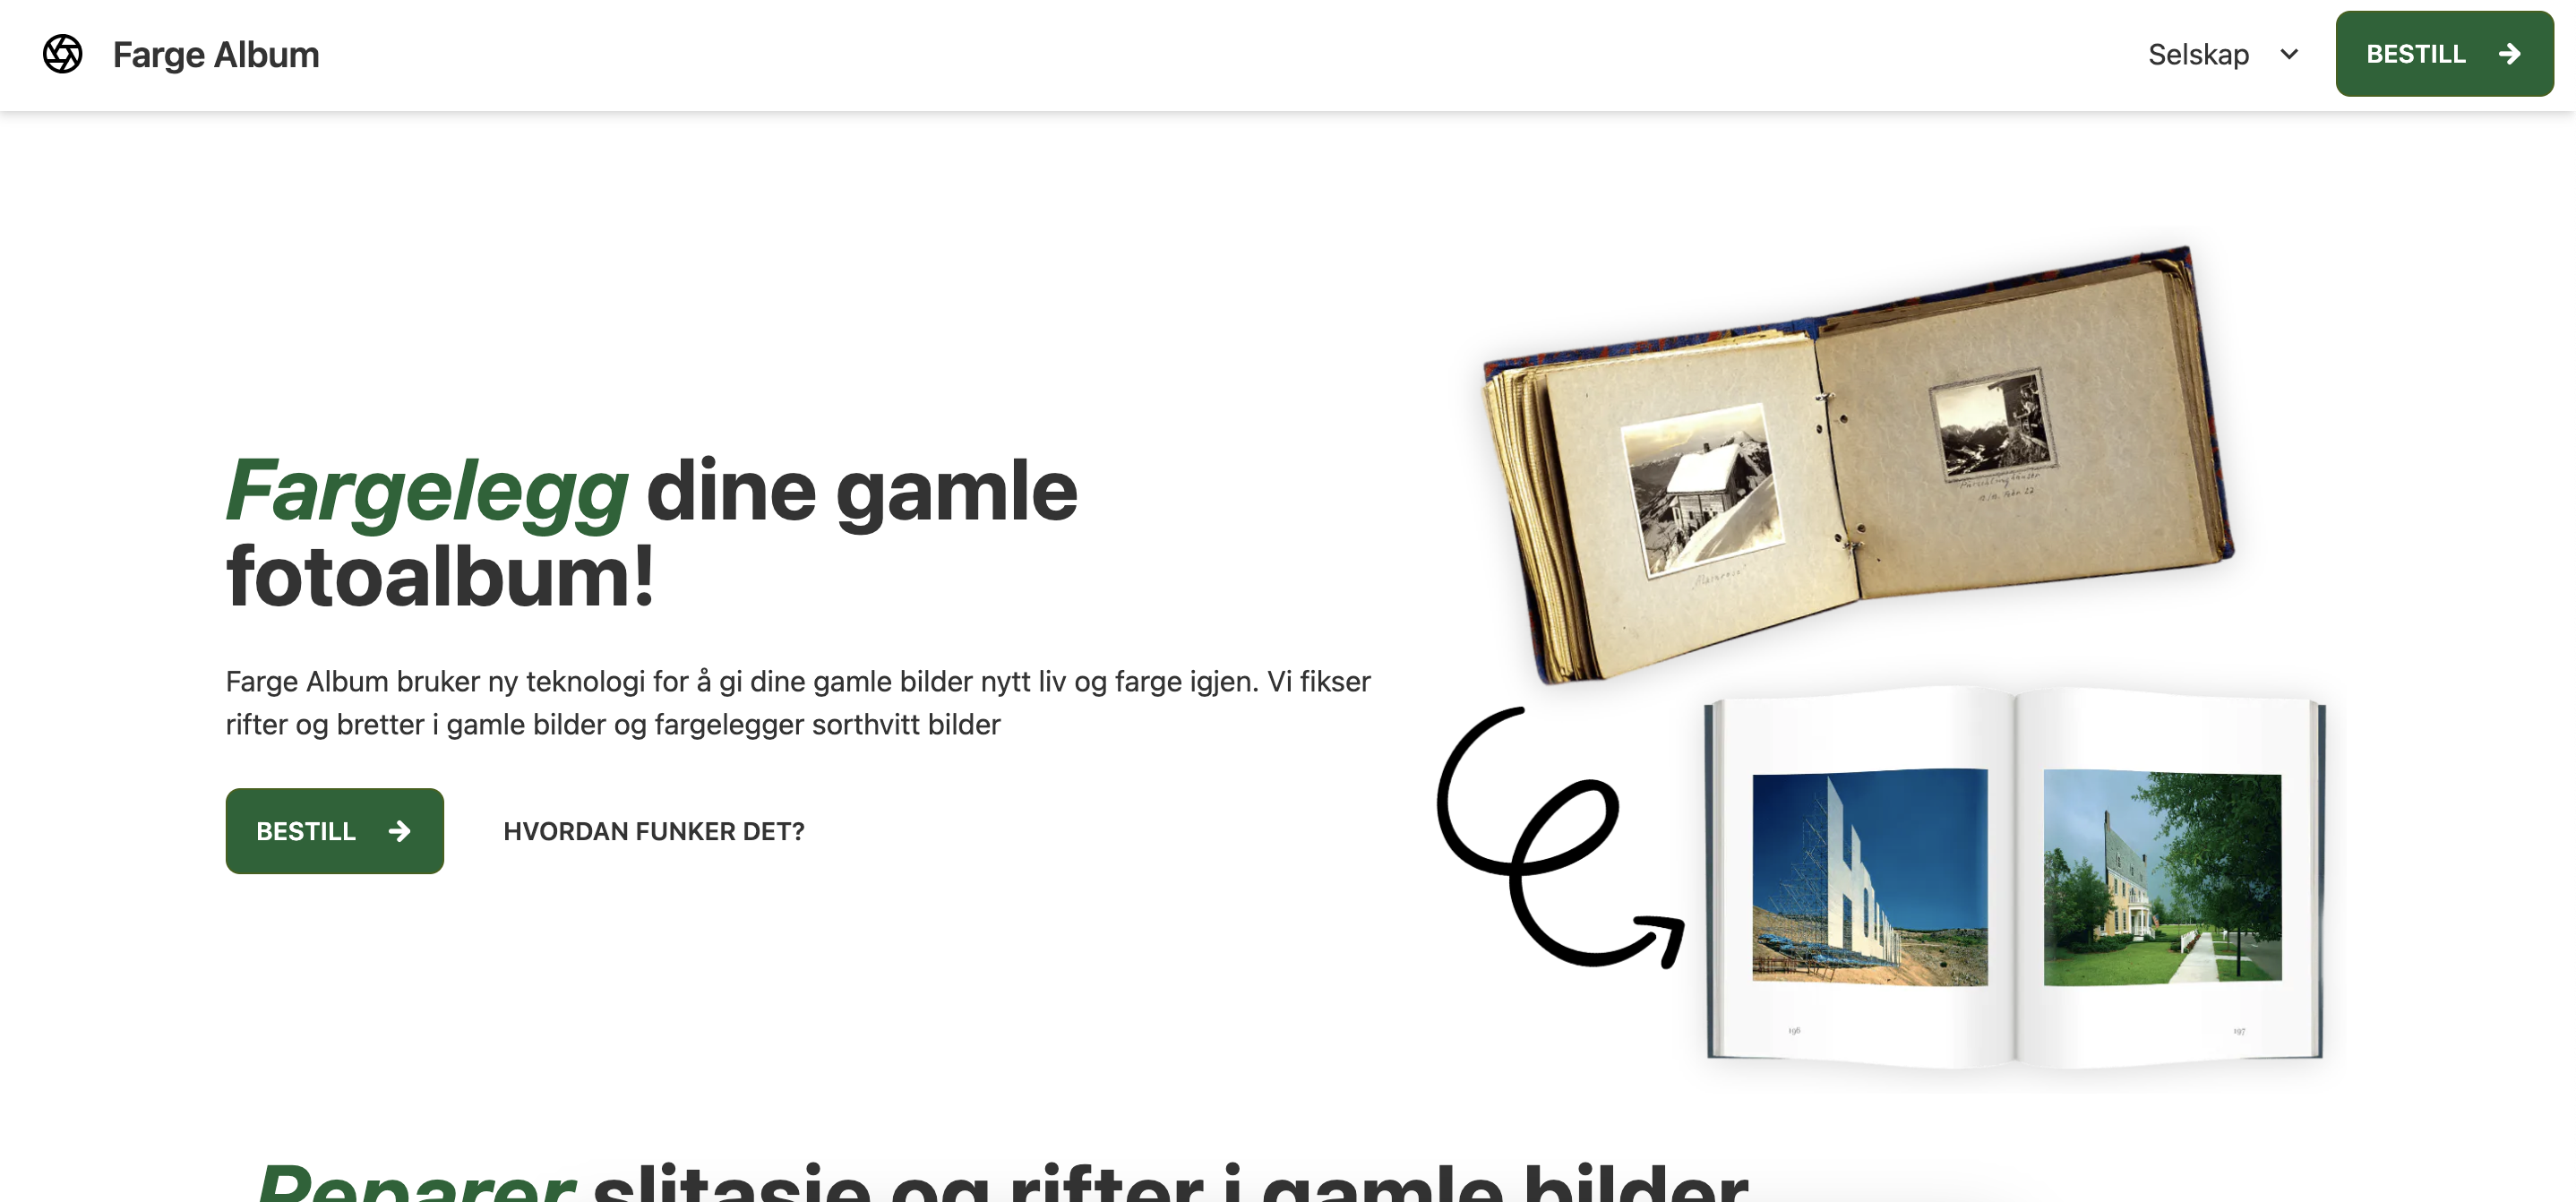 Farge Album
Selskap
BESTILL
Fargelegg dine gamle
fotoalbum!
Farge Album bruker ny teknologi for å gi dine gamle bilder nytt liv og farge igjen. Vi fikser
rifter og bretter i gamle bilder og fargelegger sorthvitt bilder
BESTILL
HVORDAN FUNKER DET?
196
197
Reparer slitasje og rifter i gamle bilder